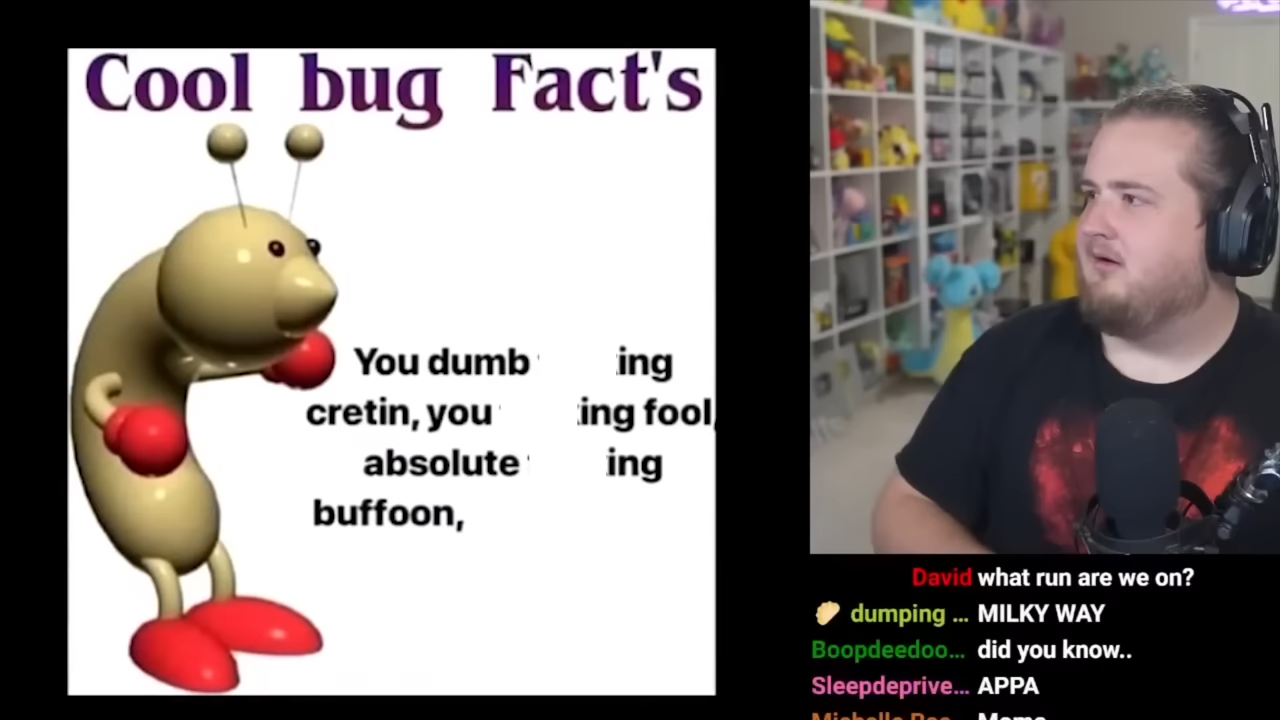 Cool bug Fact's
You dumb ing
cretin, you ing fool,
absolute ing
buffoon,
David what run are we on?
dumping … MILKY WAY
Boopdeedoo… did you know..
Sleepdeprive… APPA